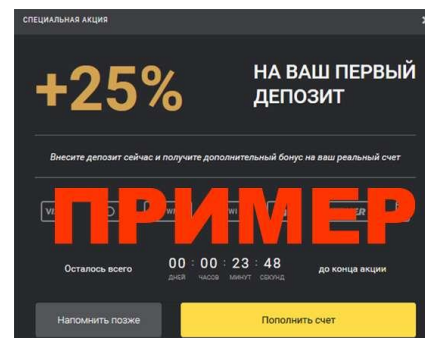 СПЕЦИАЛЬНАЯ АКЦИЯ
+25%
НА ВАШ ПЕРВЫЙ
ДЕПОЗИТ
Внесите депозит сейчас и получите дополнительный бонус на ваш реальный счет
ПРИМЕР
Осталось всего
00 : 00 : 23 : 48
ДНЕЙ ЧАСОВ МИНУТ СЕКУНД
до конца акции
Напомнить позже
Пополнить счет